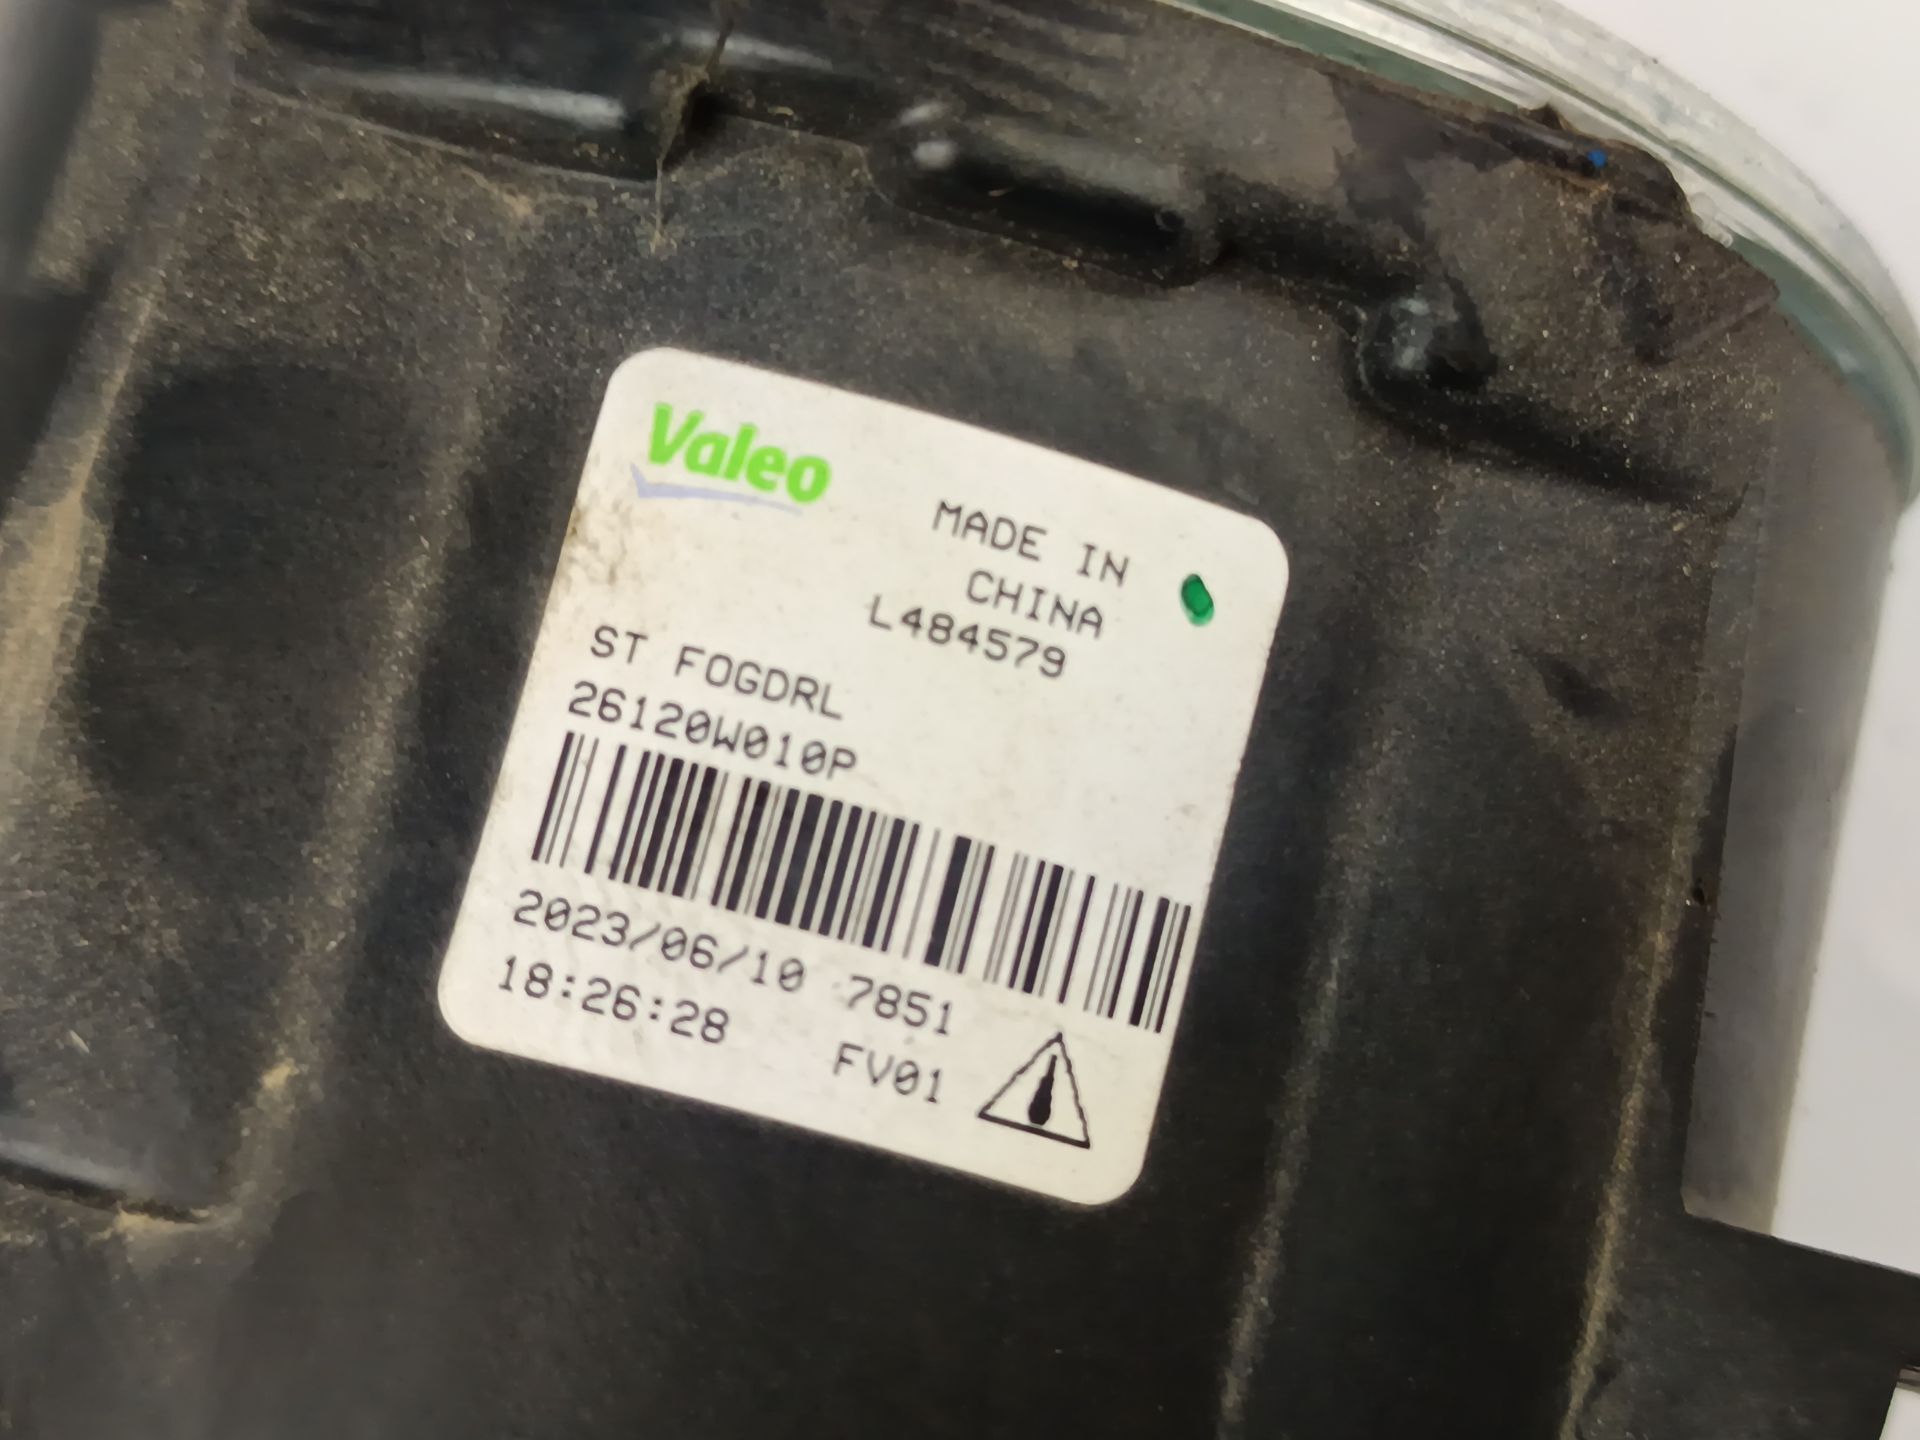 Valeo
MADE IN
CHINA
L484579
ST FOGDRL
26120W010P
2023/06/10 7851
18:26:28 FV01